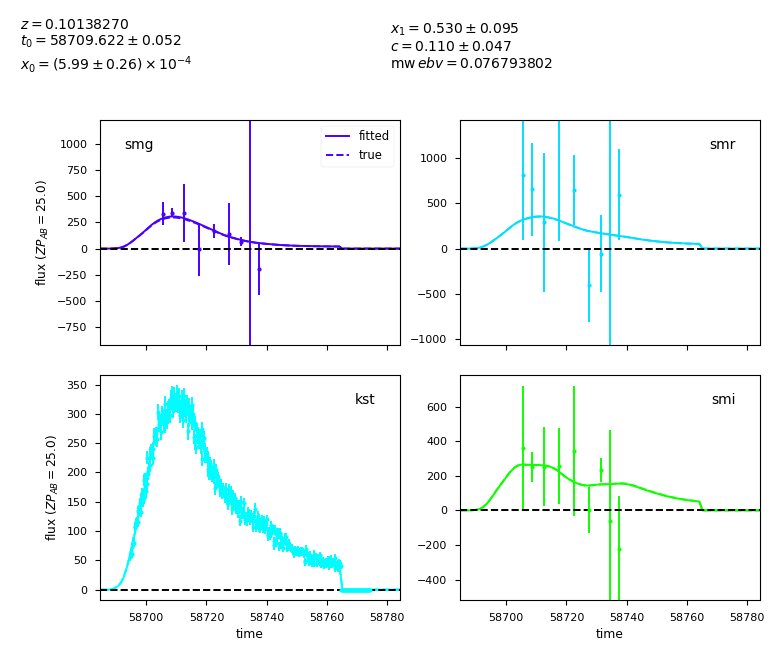 z = 0.10138270
t₀ = 58709.622 ± 0.052
x₀ = (5.99 ± 0.26) × 10⁻⁴
x₁ = 0.530 ± 0.095
c = 0.110 ± 0.047
mw ebv = 0.076793802
smg
fitted
true
1000
750
500
250
0
−250
−500
−750
flux (ZP_AB = 25.0)
smr
1000
500
0
−500
−1000
kst
350
300
250
200
150
100
50
0
flux (ZP_AB = 25.0)
58700 58720 58740 58760 58780
time
smi
600
400
200
0
−200
−400
58700 58720 58740 58760 58780
time